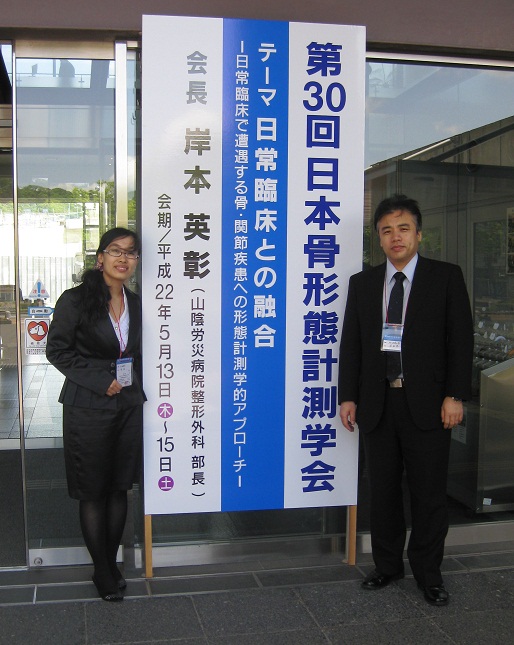 第30回 日本骨形態計測学会
テーマ 日常臨床との融合
ー日常臨床で遭遇する骨・関節疾患への形態計測学的アプローチー
会長 岸本 英彰(山陰労災病院整形外科 部長)
会期／平成22年5月13日木〜15日土